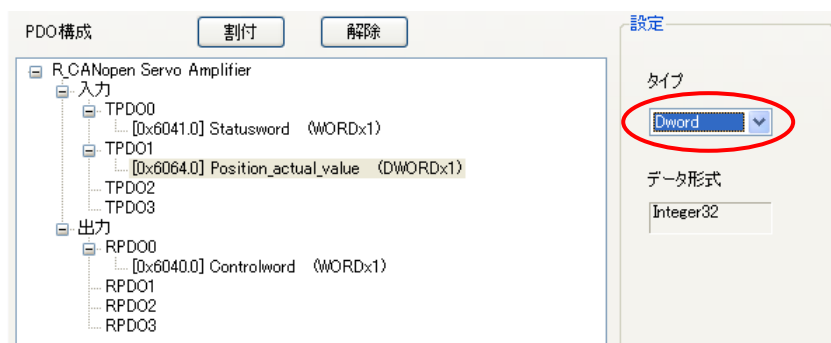 PDO構成
割付
解除
R_CANopen Servo Amplifier
入力
TPDO0
[0x6041.0] Statusword (WORDx1)
TPDO1
[0x6064.0] Position_actual_value (DWORDx1)
TPDO2
TPDO3
出力
RPDO0
[0x6040.0] Controlword (WORDx1)
RPDO1
RPDO2
RPDO3
設定
タイプ
Dword
データ形式
Integer32